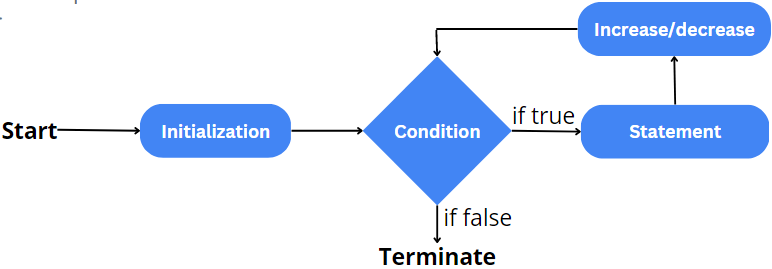 Increase/decrease
Start
Initialization
Condition
if true
Statement
if false
Terminate